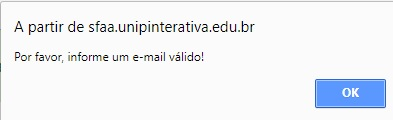 A partir de sfaa.unipinterativa.edu.br
Por favor, informe um e-mail válido!
OK